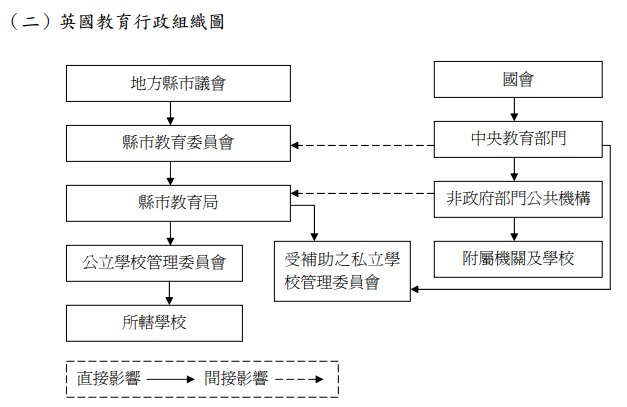 （二）英國教育行政組織圖
地方縣市議會
國會
縣市教育委員會
中央教育部門
縣市教育局
非政府部門公共機構
公立學校管理委員會
受補助之私立學
校管理委員會
附屬機關及學校
所轄學校
直接影響 間接影響